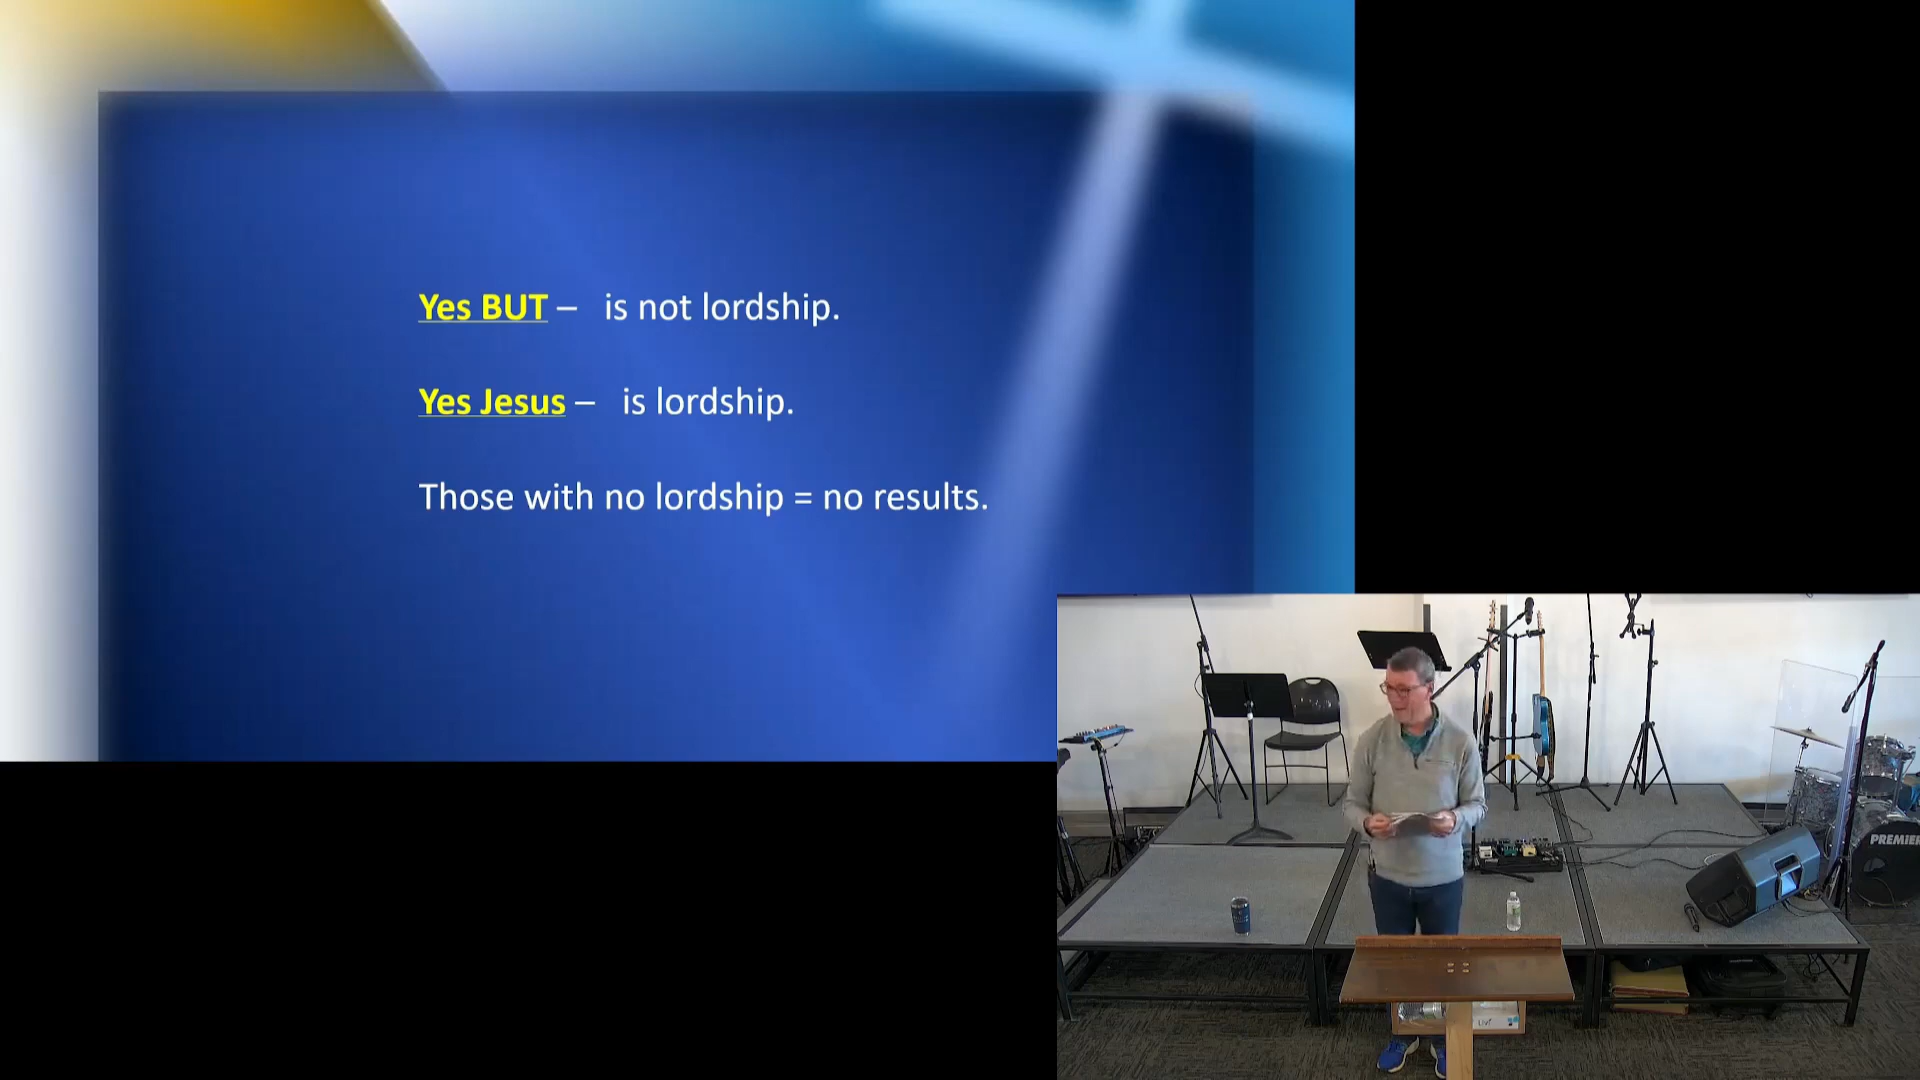 Yes BUT – is not lordship.
Yes Jesus – is lordship.
Those with no lordship = no results.
PREMIER